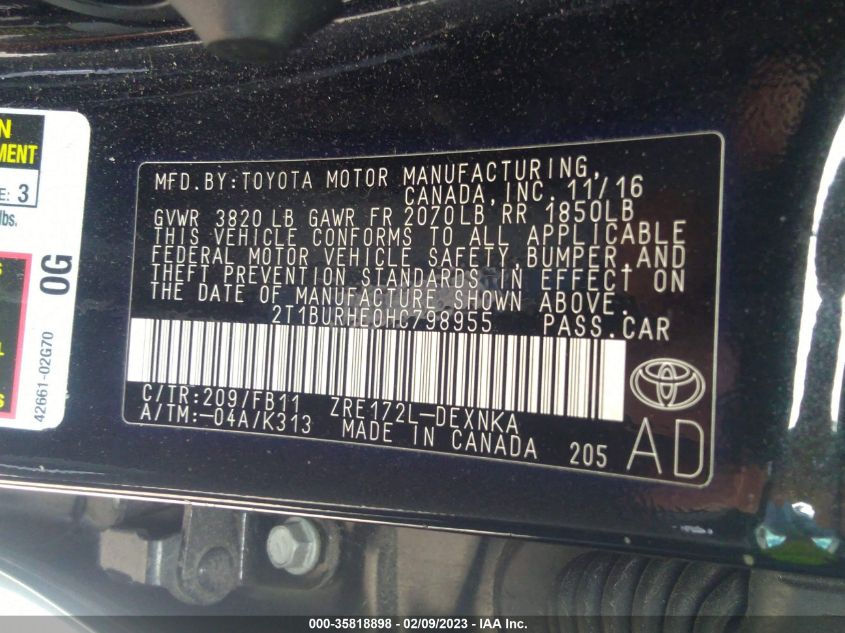 N
MENT
E: 3
lbs.
S
L
s
0G
42661-02G70
MFD. BY: TOYOTA MOTOR MANUFACTURING,
CANADA, INC. 11/16
GVWR 3820 LB GAWR FR 2070LB RR 1850LB
THIS VEHICLE CONFORMS TO ALL APPLICABLE
FEDERAL MOTOR VEHICLE SAFETY, BUMPER, AND
THEFT PREVENTION STANDARDS IN EFFECT ON
THE DATE OF MANUFACTURE SHOWN ABOVE.
2T1BURHE0HC798955 PASS. CAR
C/TR: 209/FB11 ZRE172L-DEXNKA
A/TM: -04A/K313 MADE IN CANADA 205
AD
000-35818898 - 02/09/2023 - IAA Inc.